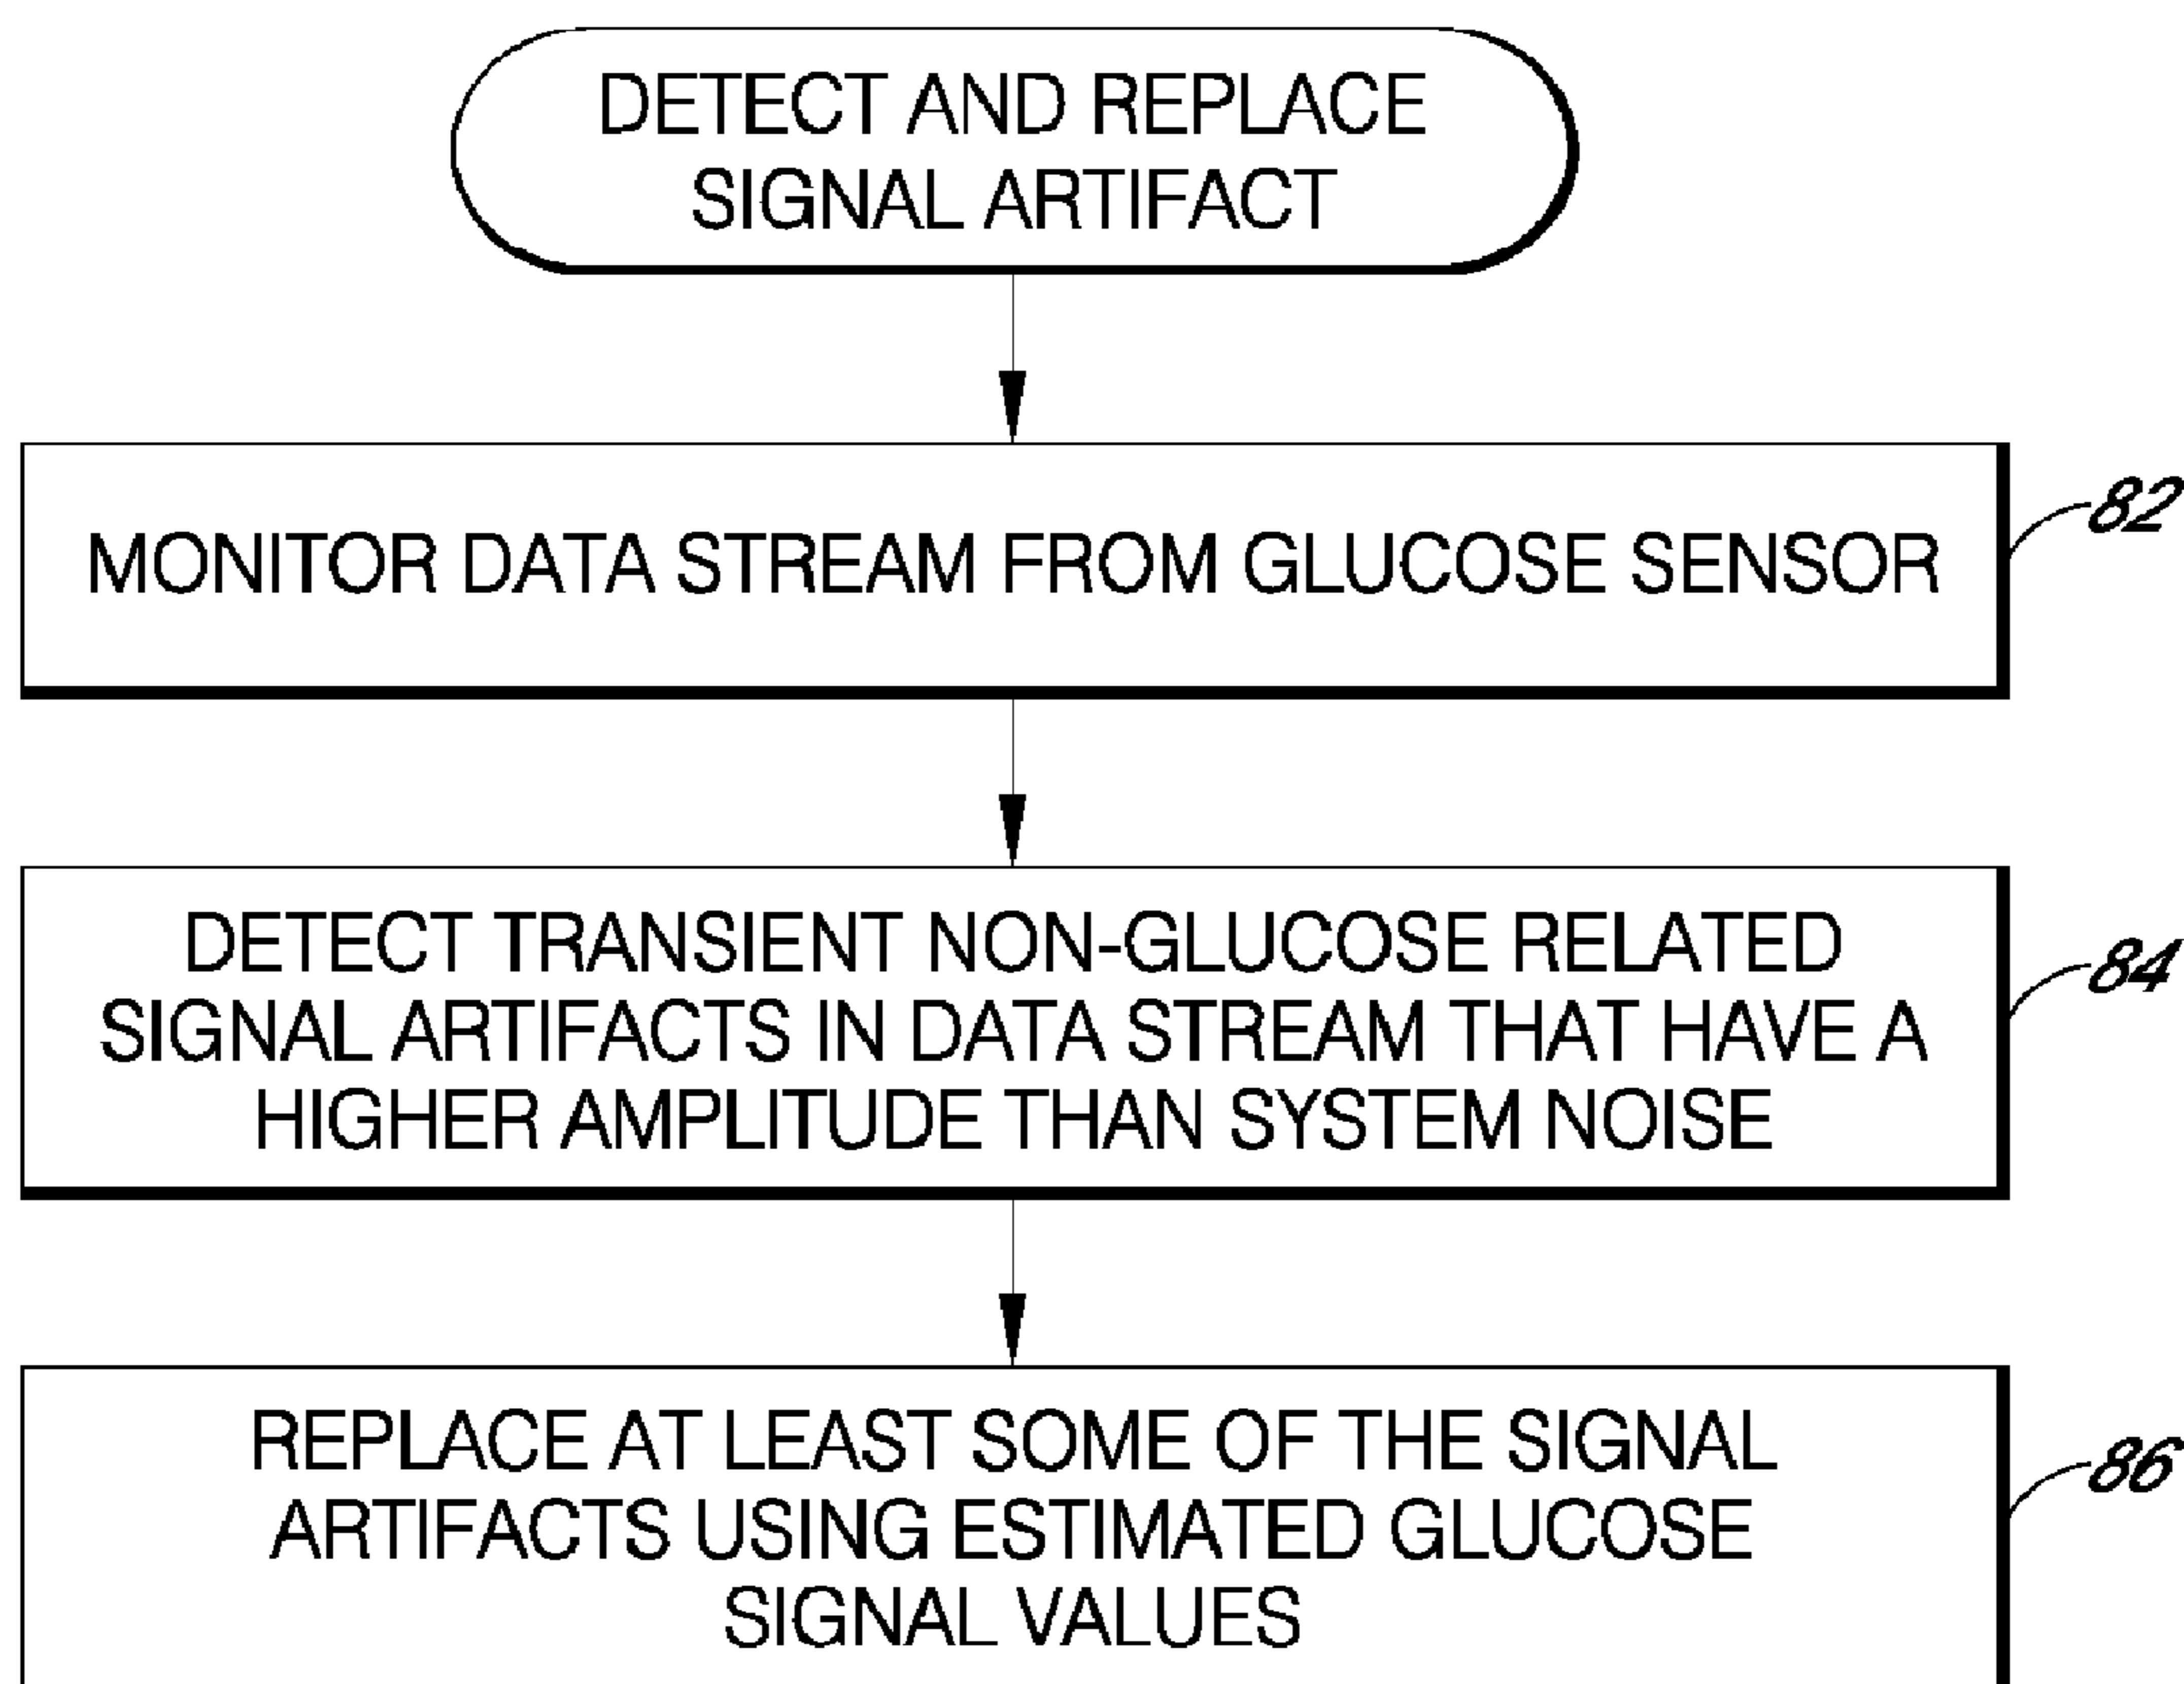 DETECT AND REPLACE
SIGNAL ARTIFACT
MONITOR DATA STREAM FROM GLUCOSE SENSOR
82
DETECT TRANSIENT NON-GLUCOSE RELATED
SIGNAL ARTIFACTS IN DATA STREAM THAT HAVE A
HIGHER AMPLITUDE THAN SYSTEM NOISE
84
REPLACE AT LEAST SOME OF THE SIGNAL
ARTIFACTS USING ESTIMATED GLUCOSE
SIGNAL VALUES
86